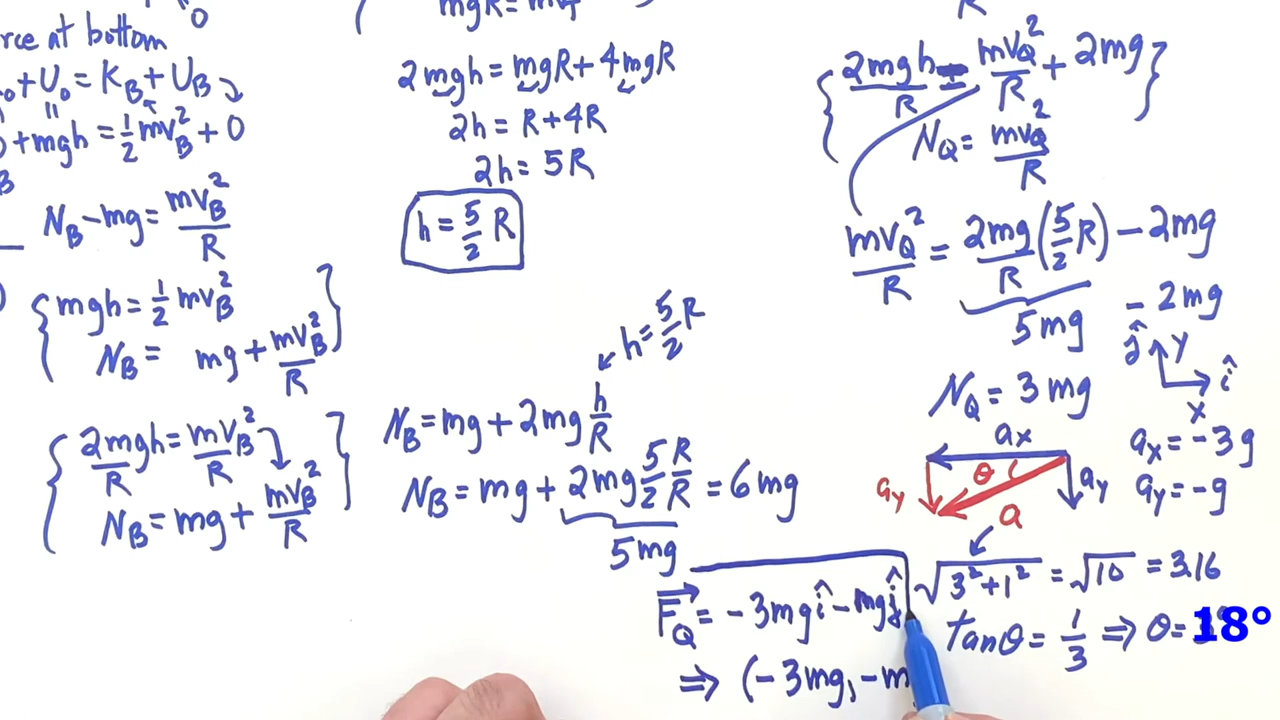 0
rce at bottom
+U₀ = K_B + U_B
+mgh = ½mv_B² + 0
N_B - mg = mv_B²/R
{ mgh = ½ mv_B²
N_B = mg + mv_B²/R }
{ 2mgh/R = mv_B²/R
N_B = mg + mv_B²/R }
2mgh = mgR + 4mgR
2h = R + 4R
2h = 5R
h = 5/2 R
h = 5/2 R
N_B = mg + 2mg h/R
N_B = mg + 2mg 5/2 R/R = 6mg
5mg
{ 2mgh/R = mv_Q²/R + 2mg
N_Q = mv_Q²/R }
mv_Q²/R = 2mg/R (5/2 R) - 2mg
5mg - 2mg
N_Q = 3mg
ĵ y
î
x
a_x
a_x = -3g
a_y θ a_y
a_y = -g
a
√(3²+1²) = √10 = 3.16
tanθ = 1/3 ⇒ θ = 18°
F⃗_Q = -3mg î - mg ĵ
⇒ (-3mg, -m